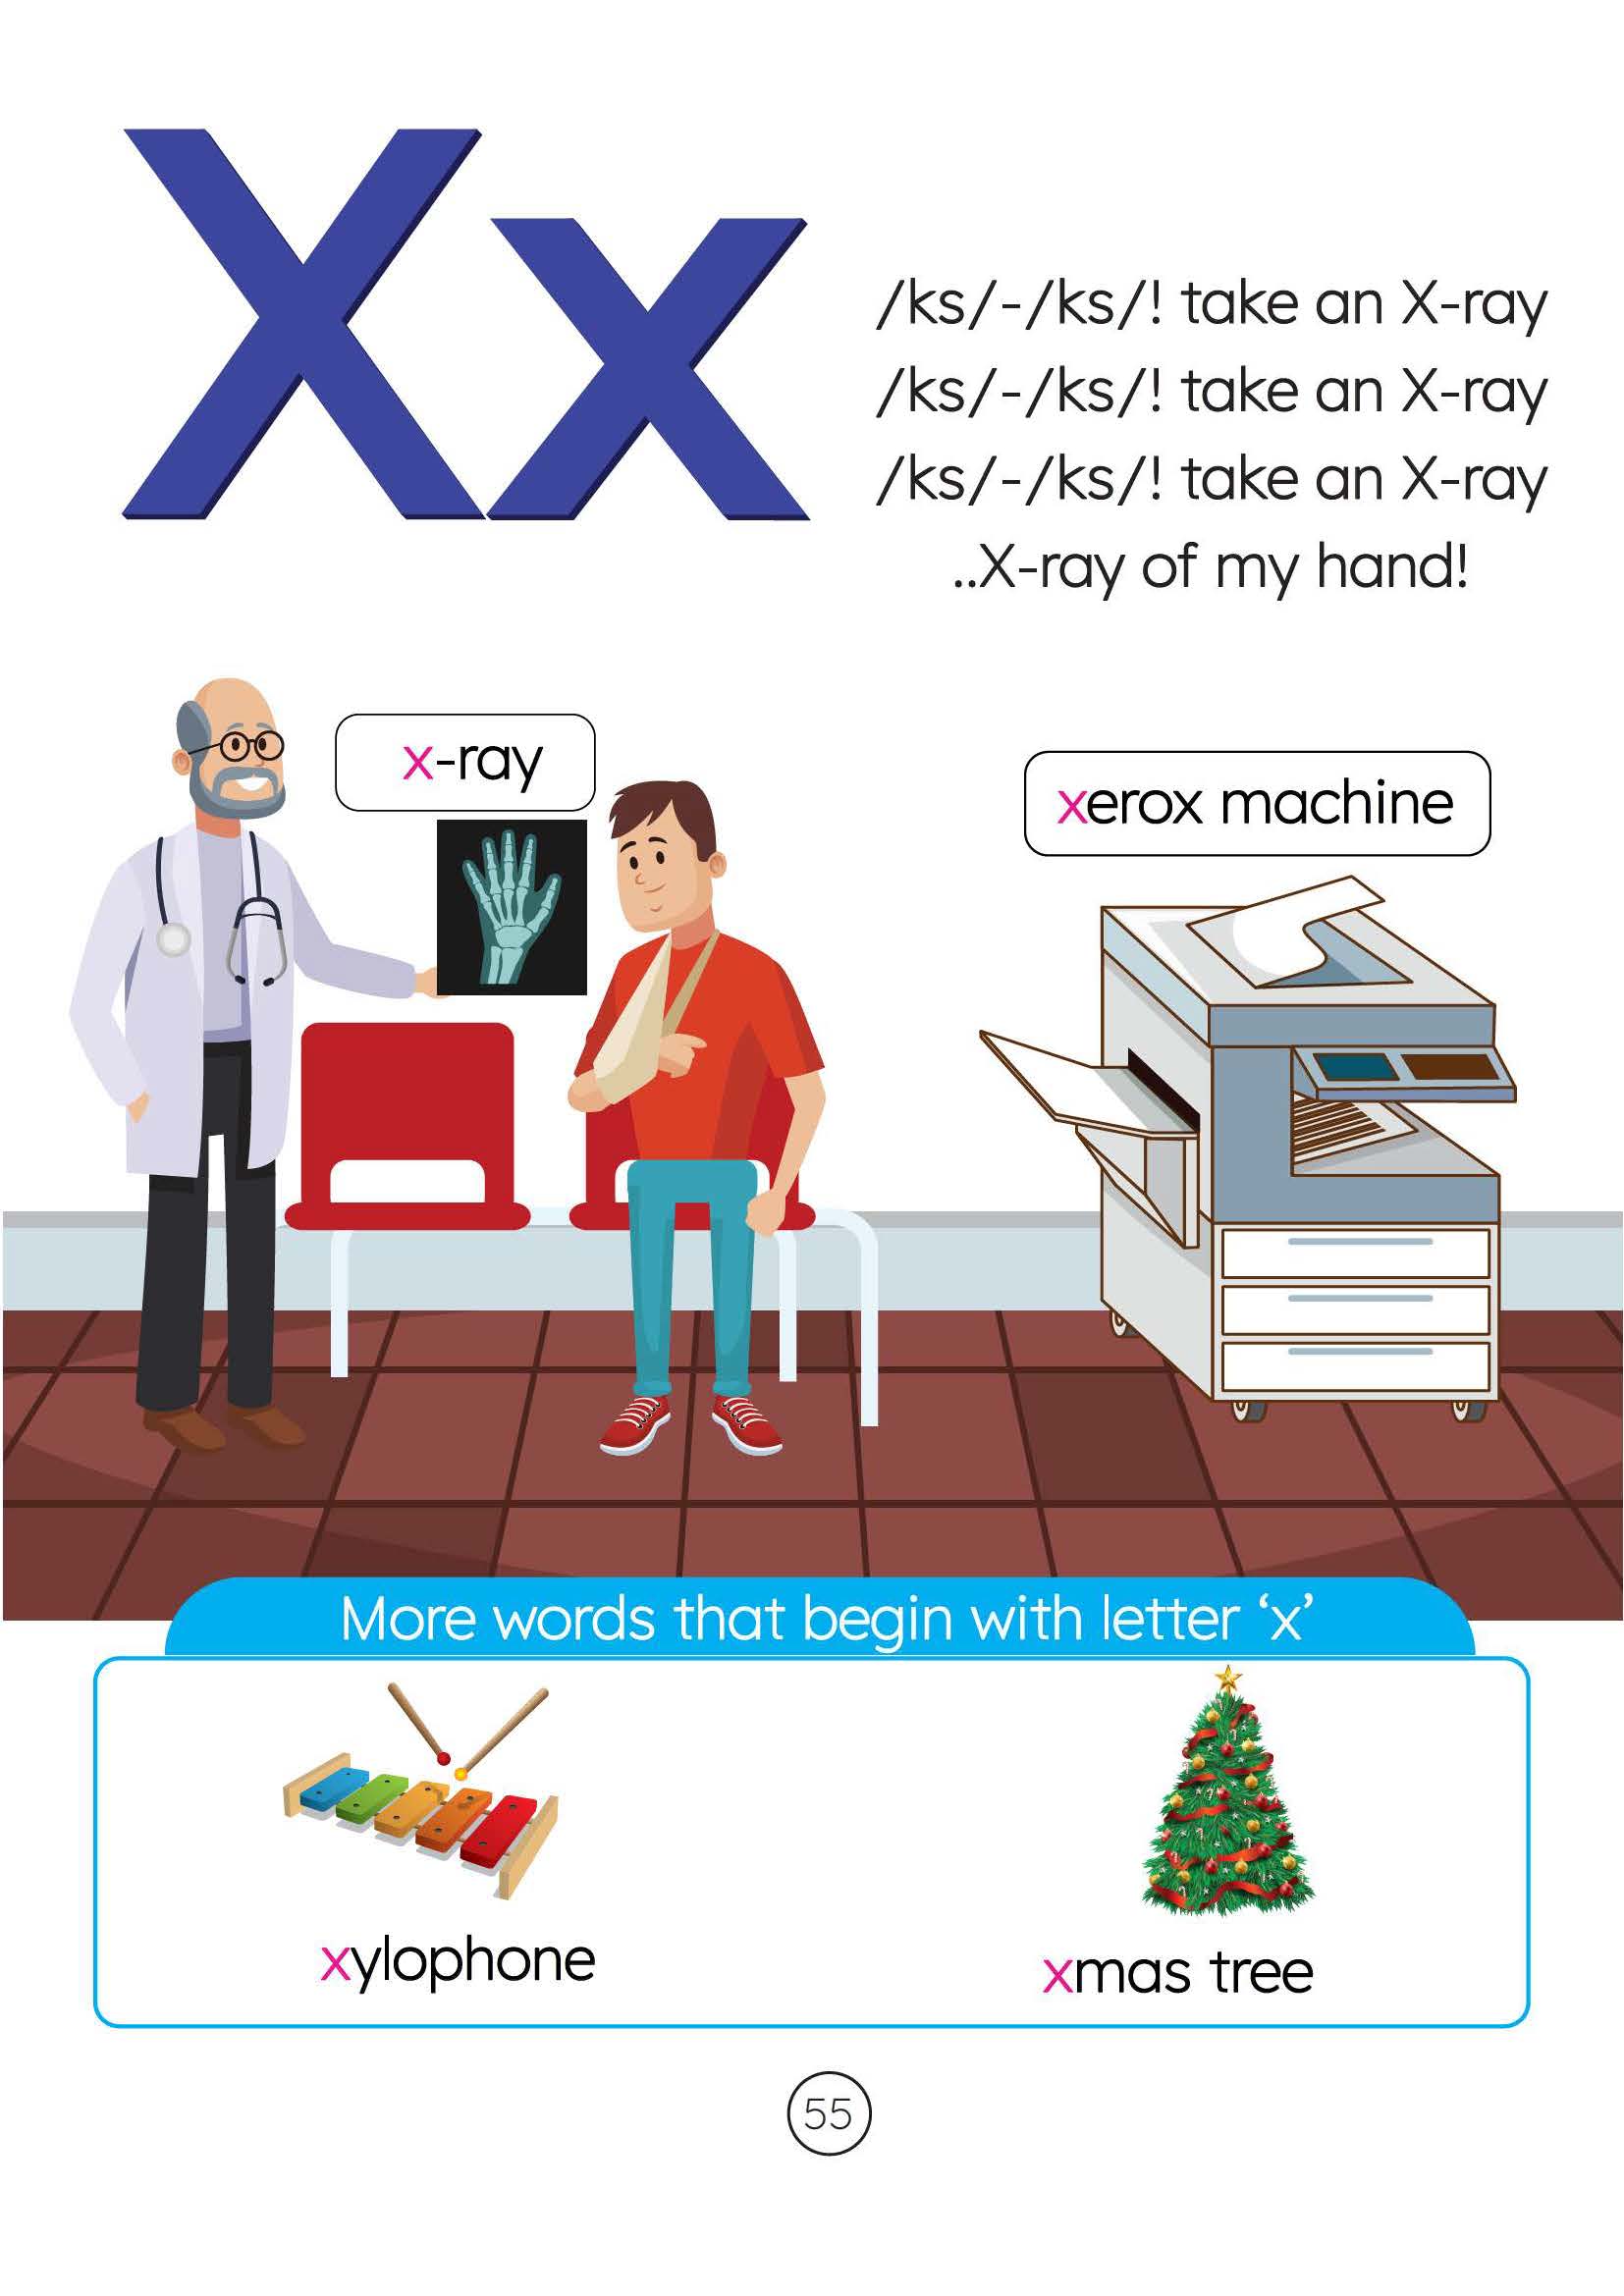 Xx
/ks/-/ks/! take an X-ray
/ks/-/ks/! take an X-ray
/ks/-/ks/! take an X-ray
..X-ray of my hand!
x-ray
xerox machine
More words that begin with letter ‘x’
xylophone
xmas tree
55